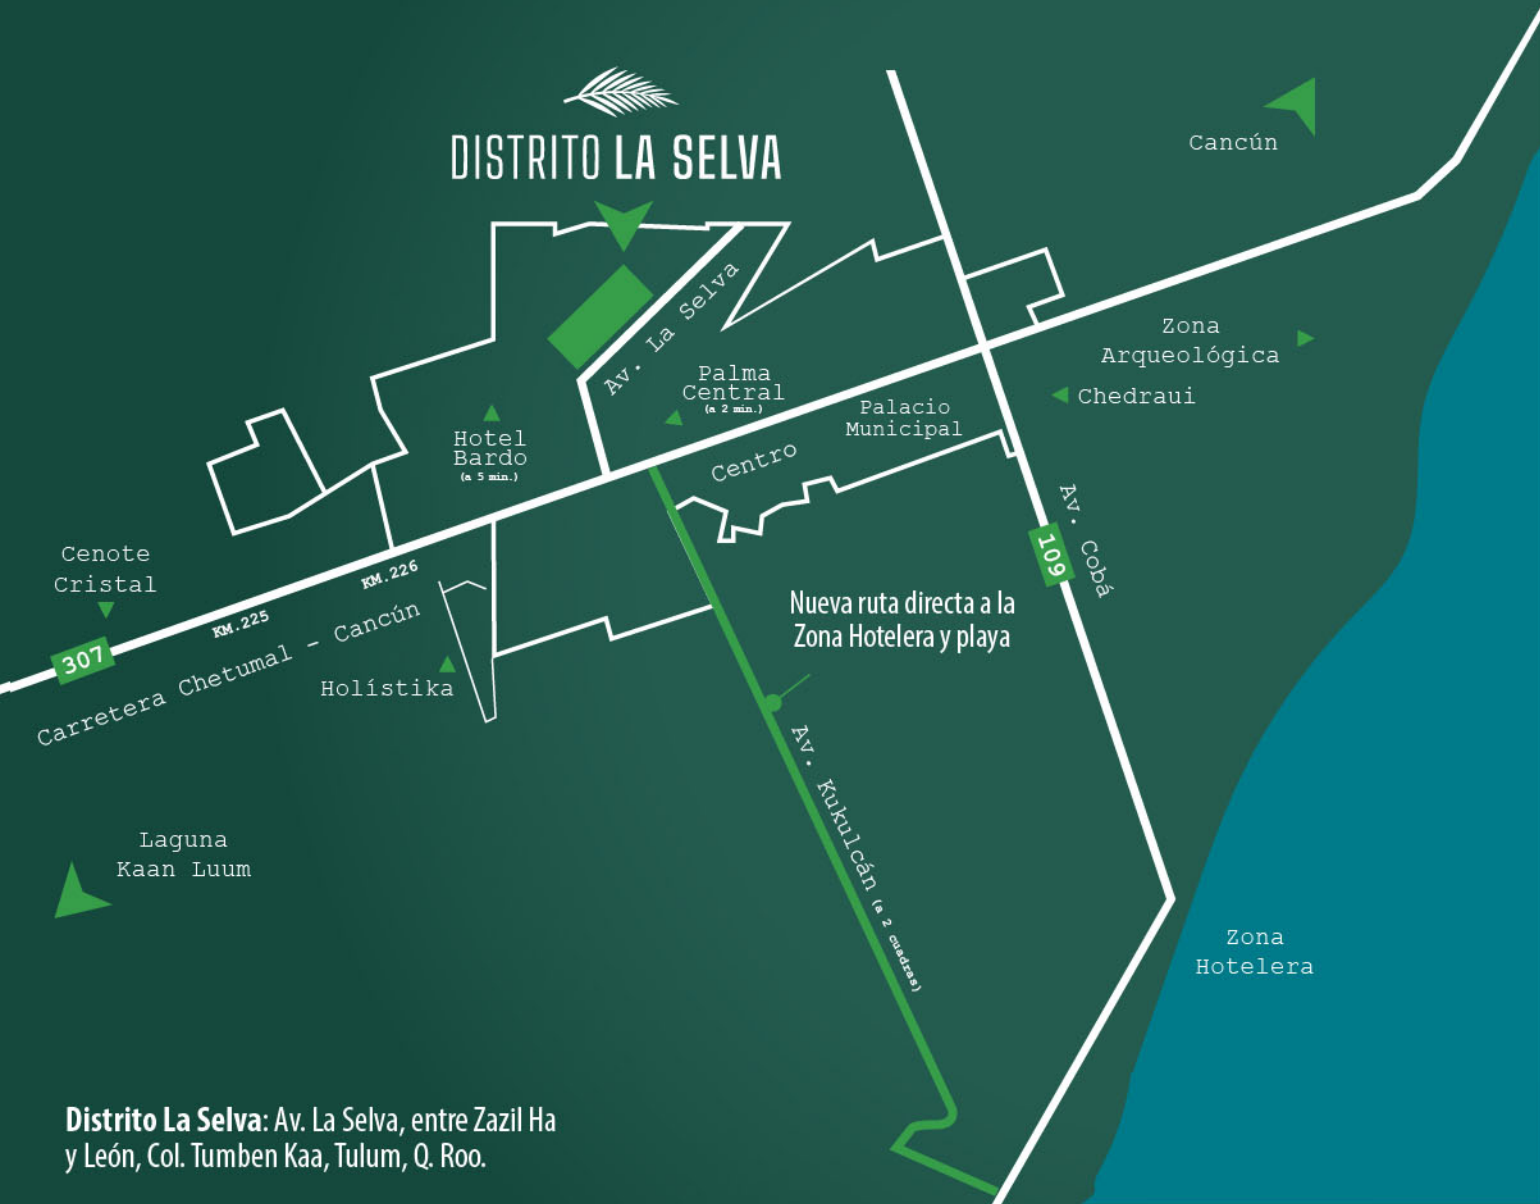 DISTRITO LA SELVA
Cancún
Av. La Selva
Zona
Arqueológica
Palma
Central
(a 2 min.)
Chedraui
Palacio
Municipal
Hotel
Bardo
(a 5 min.)
Centro
Av. Cobá
109
Cenote
Cristal
KM.226
KM.225
307
Carretera Chetumal - Cancún
Holístika
Nueva ruta directa a la
Zona Hotelera y playa
Av. Kukulcán (a 2 cuadras)
Laguna
Kaan Luum
Zona
Hotelera
Distrito La Selva: Av. La Selva, entre Zazil Ha
y León, Col. Tumben Kaa, Tulum, Q. Roo.